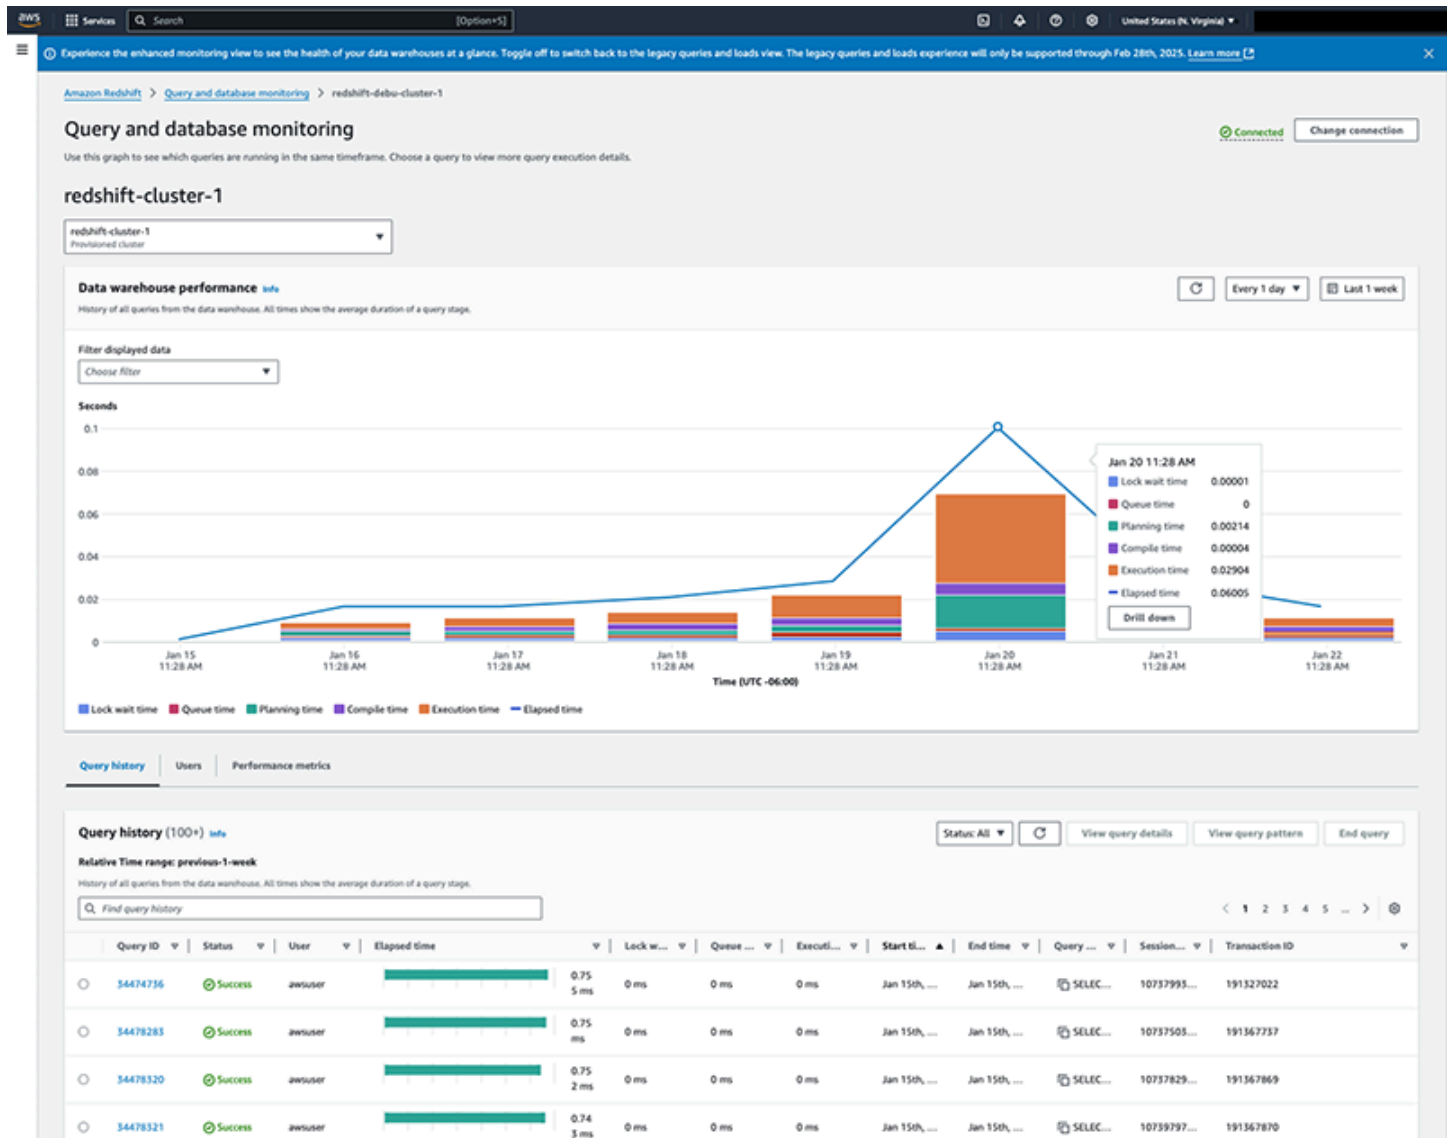 aws
Services
Search
[Option+S]
United States (N. Virginia)
Experience the enhanced monitoring view to see the health of your data warehouses at a glance. Toggle off to switch back to the legacy queries and loads view. The legacy queries and loads experience will only be supported through Feb 28th, 2025. Learn more
Amazon Redshift > Query and database monitoring > redshift-debu-cluster-1
Query and database monitoring
Connected
Change connection
Use this graph to see which queries are running in the same timeframe. Choose a query to view more query execution details.
redshift-cluster-1
redshift-cluster-1
Provisioned cluster
Data warehouse performance Info
Every 1 day
Last 1 week
History of all queries from the data warehouse. All times show the average duration of a query stage.
Filter displayed data
Choose filter
Seconds
0.1
0.08
0.06
0.04
0.02
0
Jan 20 11:28 AM
Lock wait time 0.00001
Queue time 0
Planning time 0.00214
Compile time 0.00004
Execution time 0.02904
Elapsed time 0.06005
Drill down
Jan 15 11:28 AM
Jan 16 11:28 AM
Jan 17 11:28 AM
Jan 18 11:28 AM
Jan 19 11:28 AM
Jan 20 11:28 AM
Jan 21 11:28 AM
Jan 22 11:28 AM
Time (UTC -06:00)
Lock wait time Queue time Planning time Compile time Execution time Elapsed time
Query history Users Performance metrics
Query history (100+) Info
Status: All
View query details
View query pattern
End query
Relative Time range: previous-1-week
History of all queries from the data warehouse. All times show the average duration of a query stage.
Find query history
< 1 2 3 4 5 ... >
Query ID Status User Elapsed time Lock w... Queue ... Executi... Start ti... End time Query ... Session... Transaction ID
34474736 Success awsuser 0.75 5 ms 0 ms 0 ms 0 ms Jan 15th, ... Jan 15th, ... SELEC... 10737993... 191327022
34478283 Success awsuser 0.75 ms 0 ms 0 ms 0 ms Jan 15th, ... Jan 15th, ... SELEC... 10737503... 191367737
34478320 Success awsuser 0.75 2 ms 0 ms 0 ms 0 ms Jan 15th, ... Jan 15th, ... SELEC... 10737829... 191367869
34478321 Success awsuser 0.74 3 ms 0 ms 0 ms 0 ms Jan 15th, ... Jan 15th, ... SELEC... 10739797... 191367870